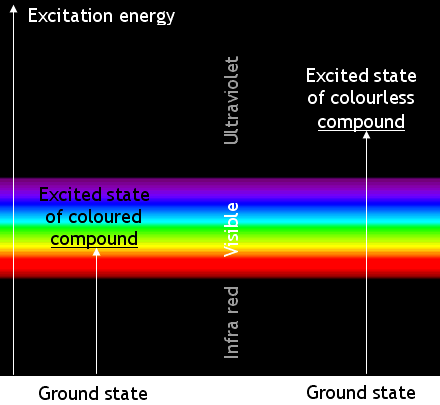 Excitation energy
Ultraviolet
Excited state
of colourless
compound
Excited state
of coloured
compound
Visible
Infra red
Ground state
Ground state